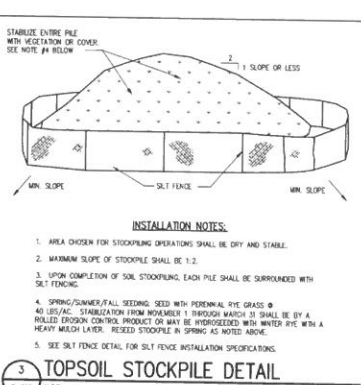 STABILIZE ENTIRE PILE
WITH VEGETATION OR COVER.
SEE NOTE #4 BELOW
2
1 SLOPE OR LESS
MIN. SLOPE
SILT FENCE
MIN. SLOPE
INSTALLATION NOTES:
1. AREA CHOSEN FOR STOCKPILING OPERATIONS SHALL BE DRY AND STABLE.
2. MAXIMUM SLOPE OF STOCKPILE SHALL BE 1:2.
3. UPON COMPLETION OF SOIL STOCKPILING, EACH PILE SHALL BE SURROUNDED WITH
SILT FENCING.
4. SPRING/SUMMER/FALL SEEDING: SEED WITH PERENNIAL RYE GRASS @
40 LBS/AC. STABILIZATION FROM NOVEMBER 1 THROUGH MARCH 31 SHALL BE BY A
ROLLED EROSION CONTROL PRODUCT OR MAY BE HYDROSEEDED WITH WINTER RYE WITH A
HEAVY MULCH LAYER. RESEED STOCKPILE IN SPRING AS NOTED ABOVE.
5. SEE SILT FENCE DETAIL FOR SILT FENCE INSTALLATION SPECIFICATIONS.
3 TOPSOIL STOCKPILE DETAIL